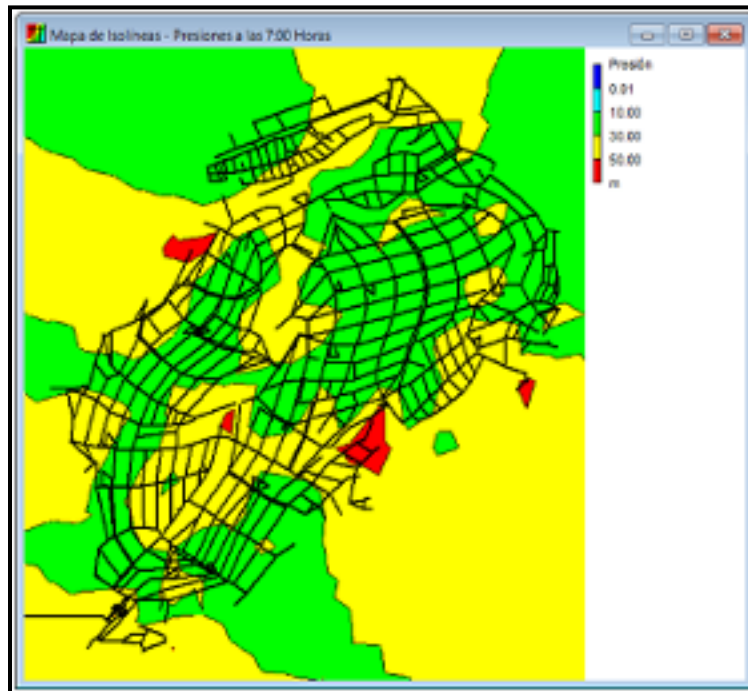 Mapa de Isolíneas - Presiones a las 7:00 Horas
Presión
0.01
10.00
30.00
50.00
m